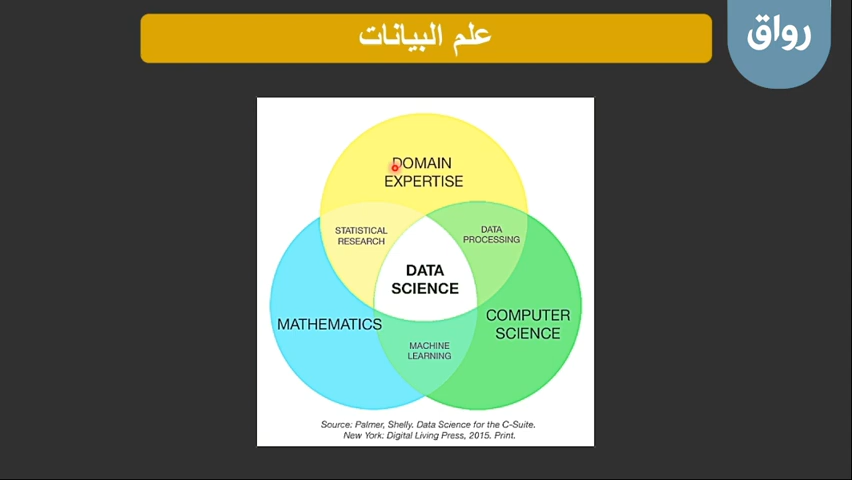 علم البيانات
رواق
DOMAIN
EXPERTISE
STATISTICAL
RESEARCH
DATA
PROCESSING
DATA
SCIENCE
MATHEMATICS
COMPUTER
SCIENCE
MACHINE
LEARNING
Source: Palmer, Shelly. Data Science for the C-Suite.
New York: Digital Living Press, 2015. Print.